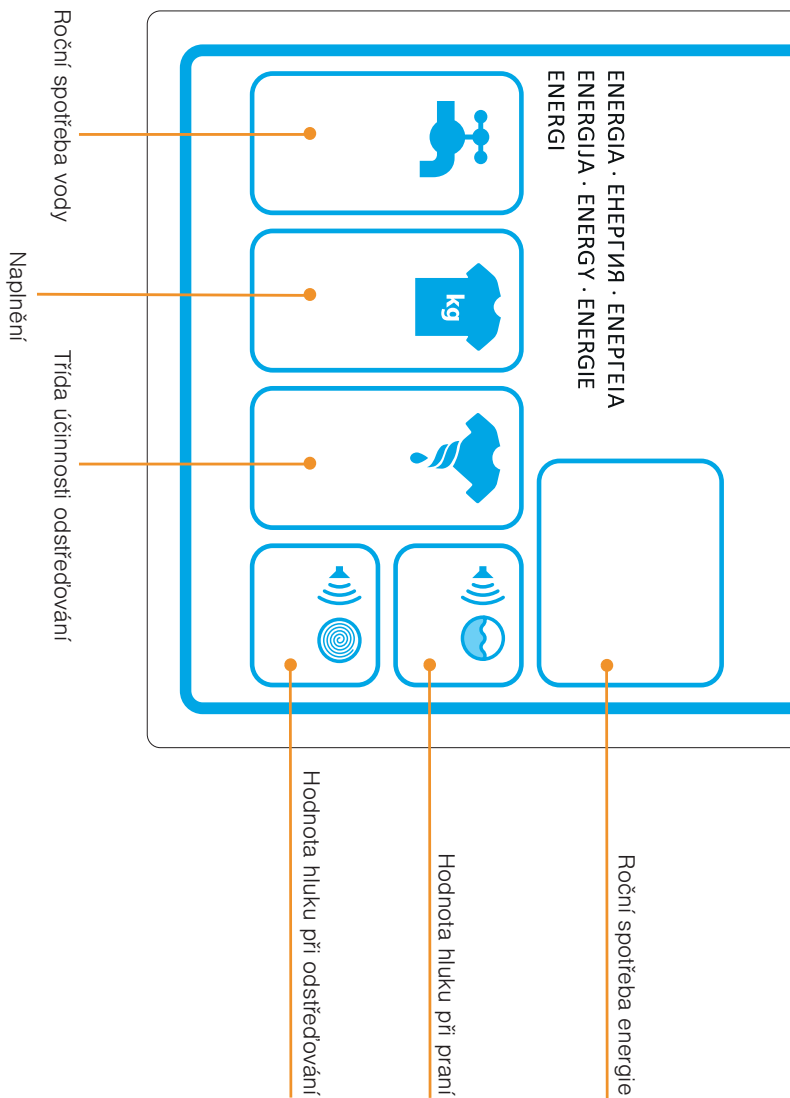 ENERGIA · ЕНЕРГИЯ · ΕΝΕΡΓΕΙΑ
ENERGIJA · ENERGY · ENERGIE
ENERGI
Roční spotřeba energie
kg
Hodnota hluku při praní
Hodnota hluku při odstřeďování
Roční spotřeba vody
Třída účinnosti odstřeďování
Naplnění